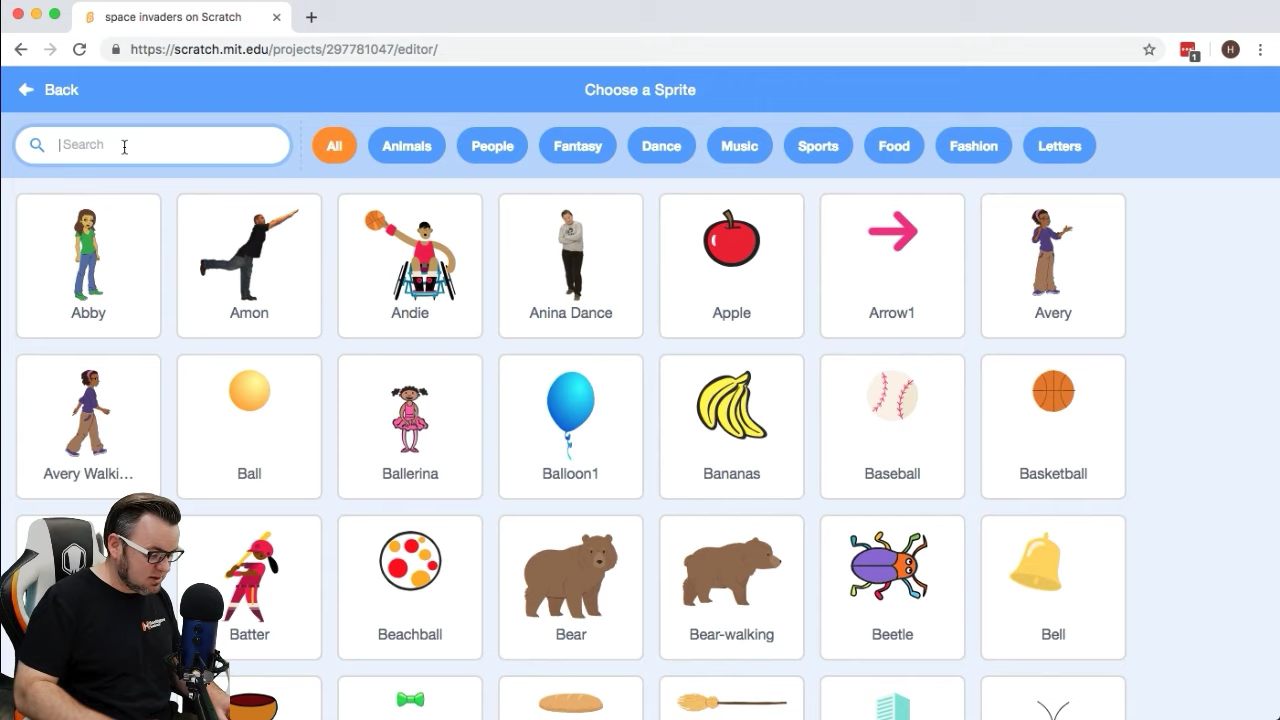 space invaders on Scratch
https://scratch.mit.edu/projects/297781047/editor/
1
H
Back
Choose a Sprite
Search
All
Animals
People
Fantasy
Dance
Music
Sports
Food
Fashion
Letters
Abby
Amon
Andie
Anina Dance
Apple
Arrow1
Avery
Avery Walki...
Ball
Ballerina
Balloon1
Bananas
Baseball
Basketball
Batter
Beachball
Bear
Bear-walking
Beetle
Bell